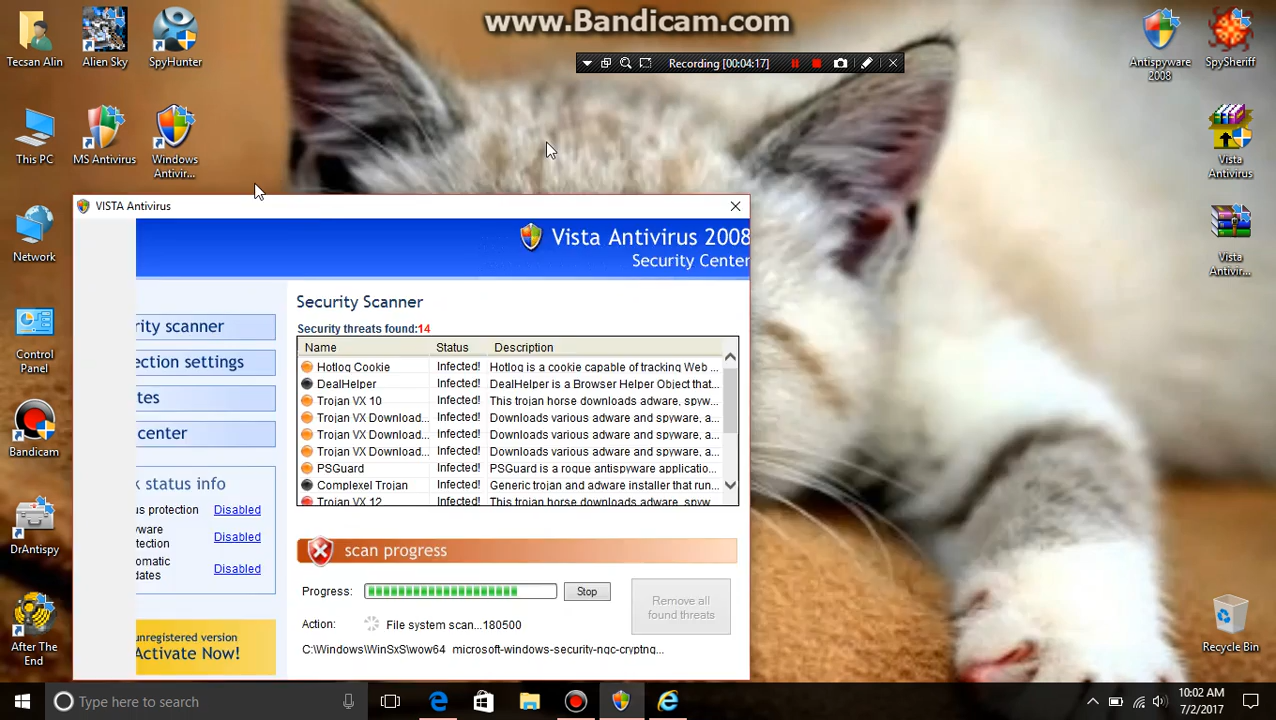 www.Bandicam.com
Recording [00:04:17]
Tecsan Alin
Alien Sky
SpyHunter
Antispyware
2008
SpySheriff
This PC
MS Antivirus
Windows
Antivir...
Vista
Antivirus
Network
Vista
Antivir...
Control
Panel
Bandicam
DrAntispy
After The
End
Recycle Bin
VISTA Antivirus
Vista Antivirus 2008
Security Center
rity scanner
ection settings
tes
center
k status info
us protection Disabled
yware
tection Disabled
omatic
dates Disabled
unregistered version
Activate Now!
Security Scanner
Security threats found:14
Name Status Description
Hotlog Cookie Infected! Hotlog is a cookie capable of tracking Web ...
DealHelper Infected! DealHelper is a Browser Helper Object that...
Trojan VX 10 Infected! This trojan horse downloads adware, spyw...
Trojan VX Download... Infected! Downloads various adware and spyware, a...
Trojan VX Download... Infected! Downloads various adware and spyware, a...
Trojan VX Download... Infected! Downloads various adware and spyware, a...
PSGuard Infected! PSGuard is a rogue antispyware applicatio...
Complexel Trojan Infected! Generic trojan and adware installer that run...
Trojan VX 12 Infected! This trojan horse downloads adware, spyw...
scan progress
Progress: Stop
Remove all
found threats
Action: File system scan...180500
C:\Windows\WinSxS\wow64 microsoft-windows-security-ngc-cryptng...
Type here to search
10:02 AM
7/2/2017